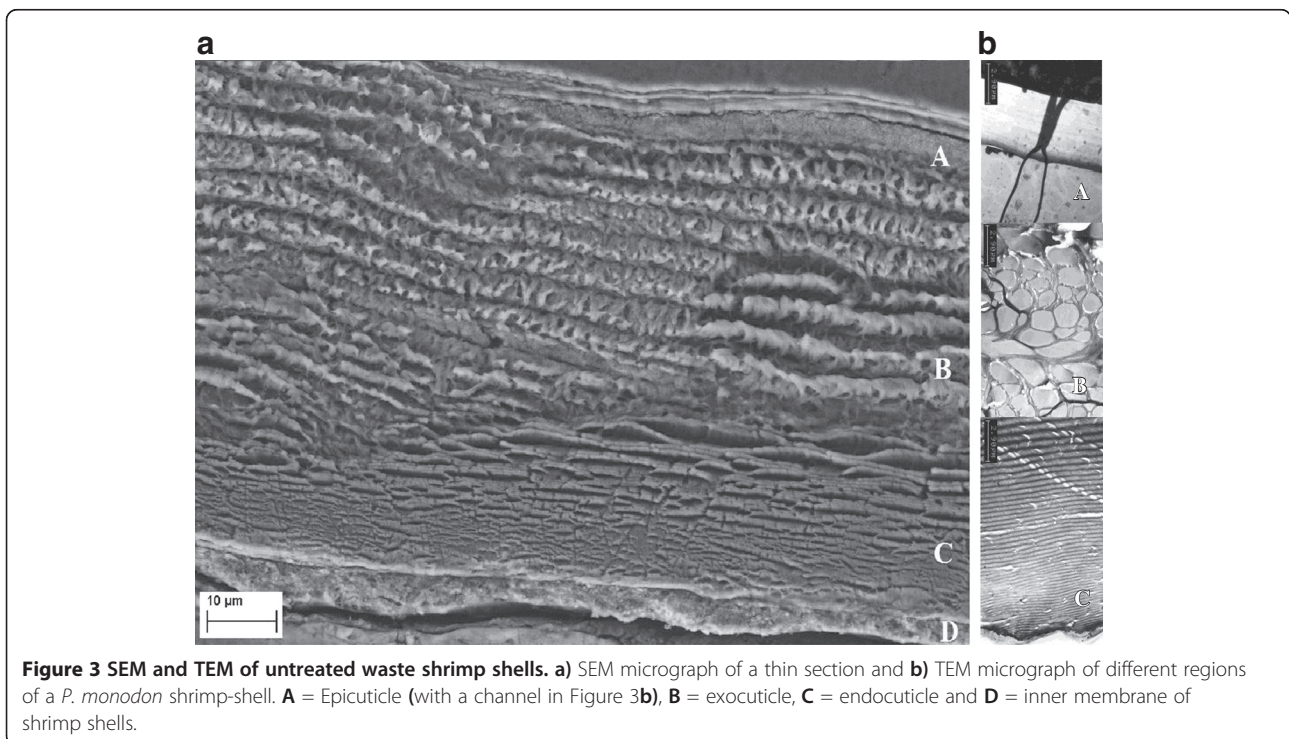 a
b
A
B
C
D
10 µm
A
B
C
Figure 3 SEM and TEM of untreated waste shrimp shells. a) SEM micrograph of a thin section and b) TEM micrograph of different regions
of a P. monodon shrimp-shell. A = Epicuticle (with a channel in Figure 3b), B = exocuticle, C = endocuticle and D = inner membrane of
shrimp shells.